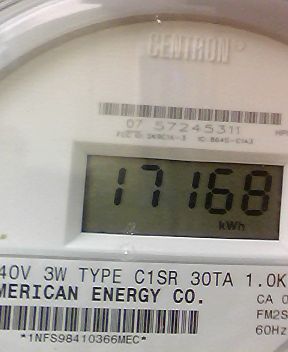 CENTRON®
07 57245311
17168
kWh
40V 3W TYPE C1SR 30TA 1.0K
MERICAN ENERGY CO.
CA 0
FM2S
60Hz
*1NFS98410366MEC*